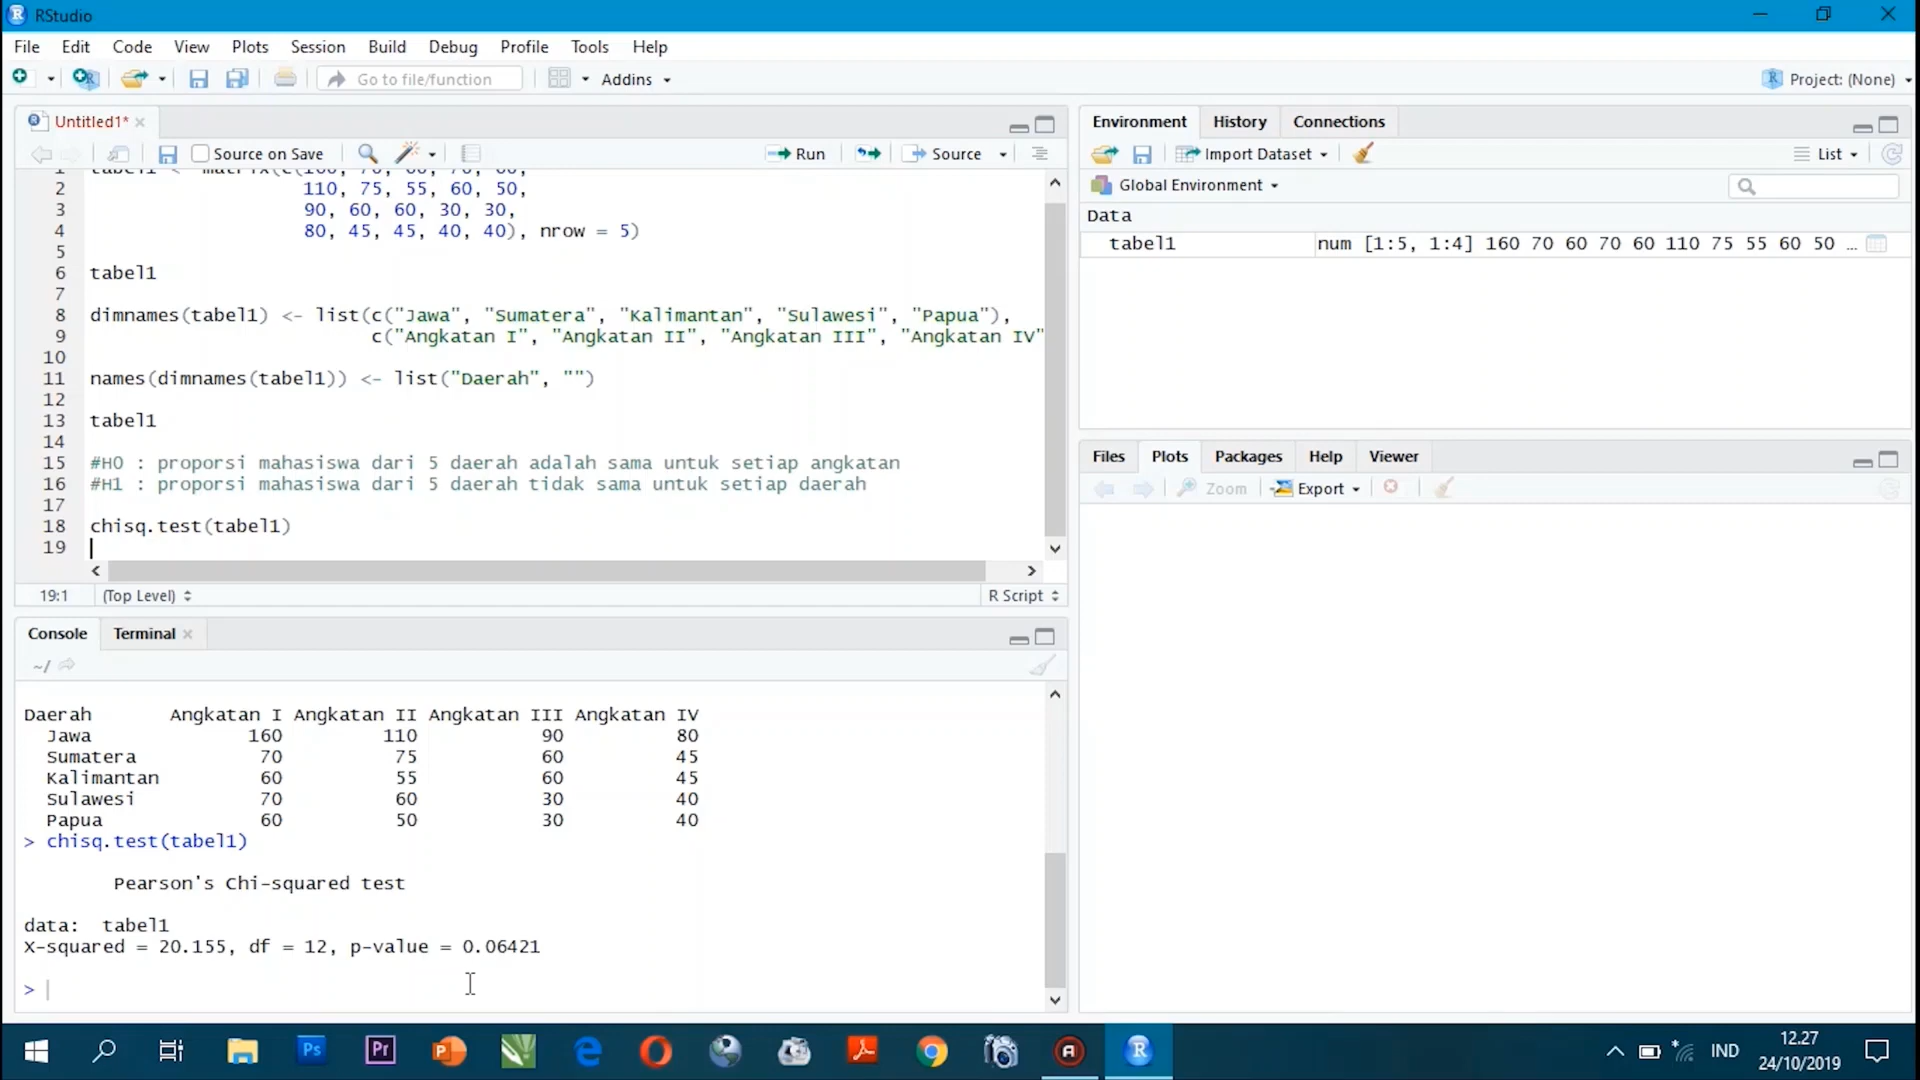 RStudio
File Edit Code View Plots Session Build Debug Profile Tools Help
Go to file/function Addins Project: (None)
Untitled1*
Source on Save Run Source
2 110, 75, 55, 60, 50,
3 90, 60, 60, 30, 30,
4 80, 45, 45, 40, 40), nrow = 5)
5
6 tabel1
7
8 dimnames(tabel1) <- list(c("Jawa", "Sumatera", "Kalimantan", "Sulawesi", "Papua"),
9 c("Angkatan I", "Angkatan II", "Angkatan III", "Angkatan IV"
10
11 names(dimnames(tabel1)) <- list("Daerah", "")
12
13 tabel1
14
15 #H0 : proporsi mahasiswa dari 5 daerah adalah sama untuk setiap angkatan
16 #H1 : proporsi mahasiswa dari 5 daerah tidak sama untuk setiap daerah
17
18 chisq.test(tabel1)
19
19:1 (Top Level) R Script
Console Terminal
~/
Daerah Angkatan I Angkatan II Angkatan III Angkatan IV
Jawa 160 110 90 80
Sumatera 70 75 60 45
Kalimantan 60 55 60 45
Sulawesi 70 60 30 40
Papua 60 50 30 40
> chisq.test(tabel1)
Pearson's Chi-squared test
data: tabel1
X-squared = 20.155, df = 12, p-value = 0.06421
>
Environment History Connections
Import Dataset List
Global Environment
Data
tabel1 num [1:5, 1:4] 160 70 60 70 60 110 75 55 60 50 ...
Files Plots Packages Help Viewer
Zoom Export
Ps Pr IND 12.27
24/10/2019